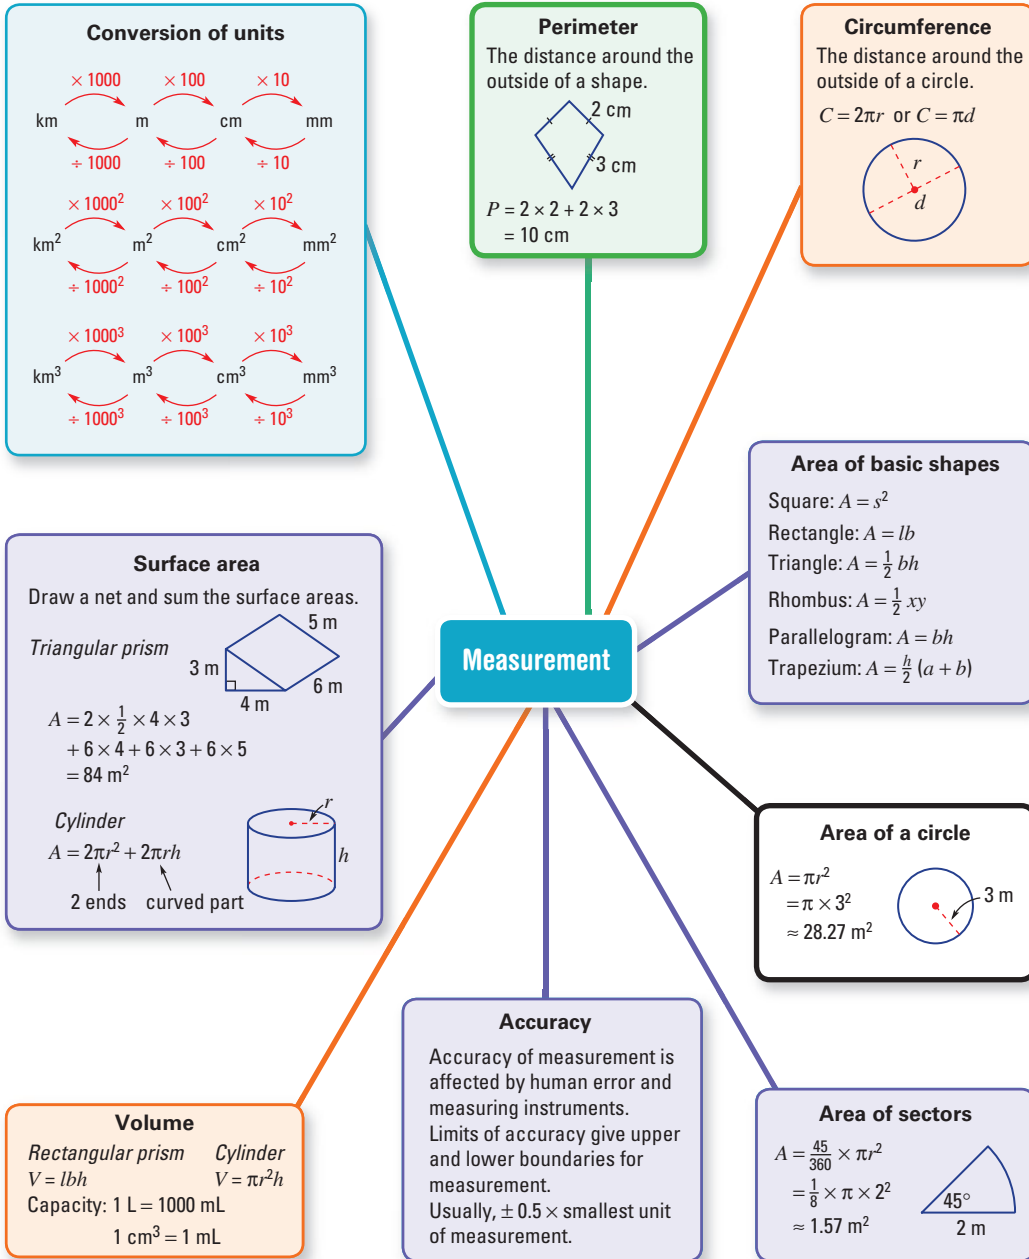 Conversion of units
× 1000 × 100 × 10
km m cm mm
÷ 1000 ÷ 100 ÷ 10
× 1000² × 100² × 10²
km² m² cm² mm²
÷ 1000² ÷ 100² ÷ 10²
× 1000³ × 100³ × 10³
km³ m³ cm³ mm³
÷ 1000³ ÷ 100³ ÷ 10³
Perimeter
The distance around the
outside of a shape.
2 cm
3 cm
P = 2 × 2 + 2 × 3
= 10 cm
Circumference
The distance around the
outside of a circle.
C = 2πr or C = πd
r
d
Area of basic shapes
Square: A = s²
Rectangle: A = lb
Triangle: A = 1/2 bh
Rhombus: A = 1/2 xy
Parallelogram: A = bh
Trapezium: A = h/2 (a + b)
Surface area
Draw a net and sum the surface areas.
Triangular prism
5 m
3 m
6 m
4 m
A = 2 × 1/2 × 4 × 3
+ 6 × 4 + 6 × 3 + 6 × 5
= 84 m²
Cylinder
r
A = 2πr² + 2πrh
h
2 ends curved part
Measurement
Area of a circle
A = πr²
= π × 3²
≈ 28.27 m²
3 m
Volume
Rectangular prism Cylinder
V = lbh V = πr²h
Capacity: 1 L = 1000 mL
1 cm³ = 1 mL
Accuracy
Accuracy of measurement is
affected by human error and
measuring instruments.
Limits of accuracy give upper
and lower boundaries for
measurement.
Usually, ± 0.5 × smallest unit
of measurement.
Area of sectors
A = 45/360 × πr²
= 1/8 × π × 2²
≈ 1.57 m²
45°
2 m